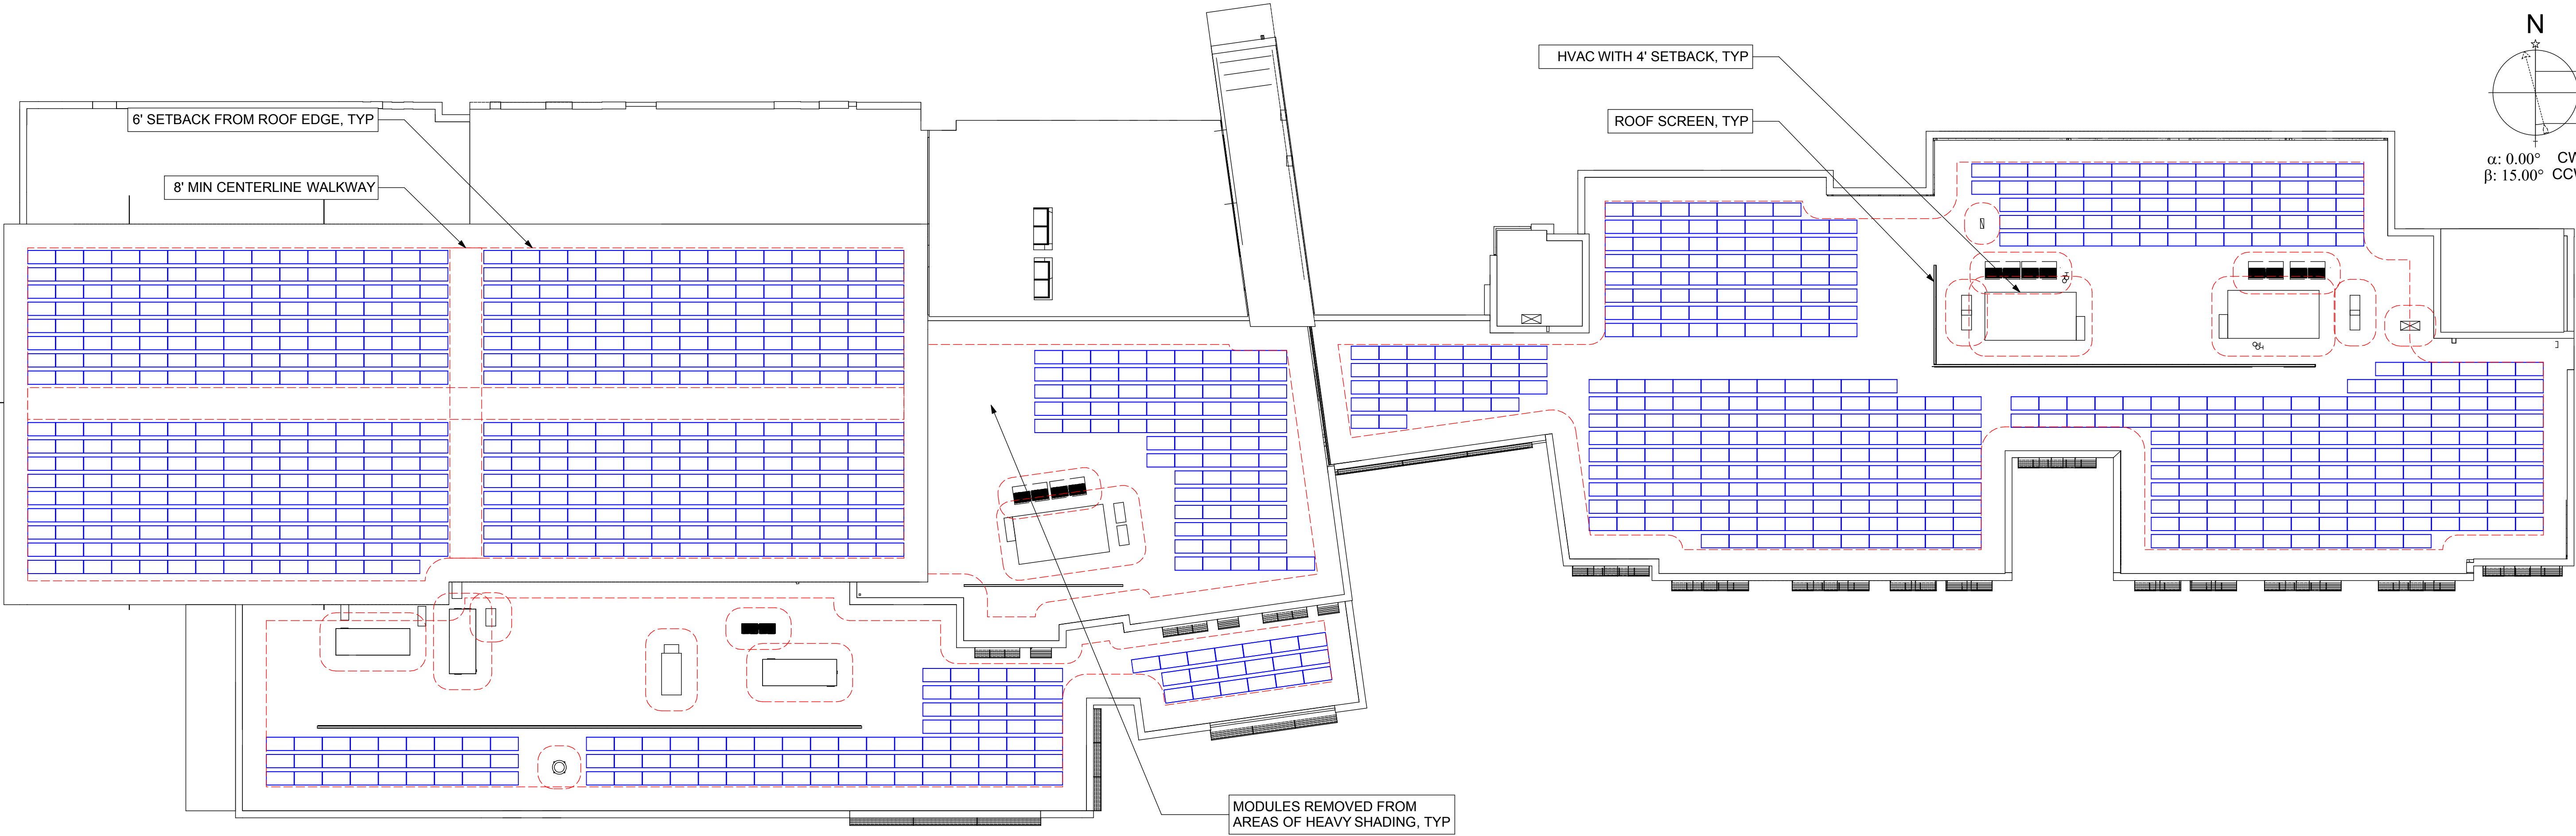 N
HVAC WITH 4' SETBACK, TYP
6' SETBACK FROM ROOF EDGE, TYP
ROOF SCREEN, TYP
α: 0.00° CW
β: 15.00° CCW
8' MIN CENTERLINE WALKWAY
MODULES REMOVED FROM
AREAS OF HEAVY SHADING, TYP